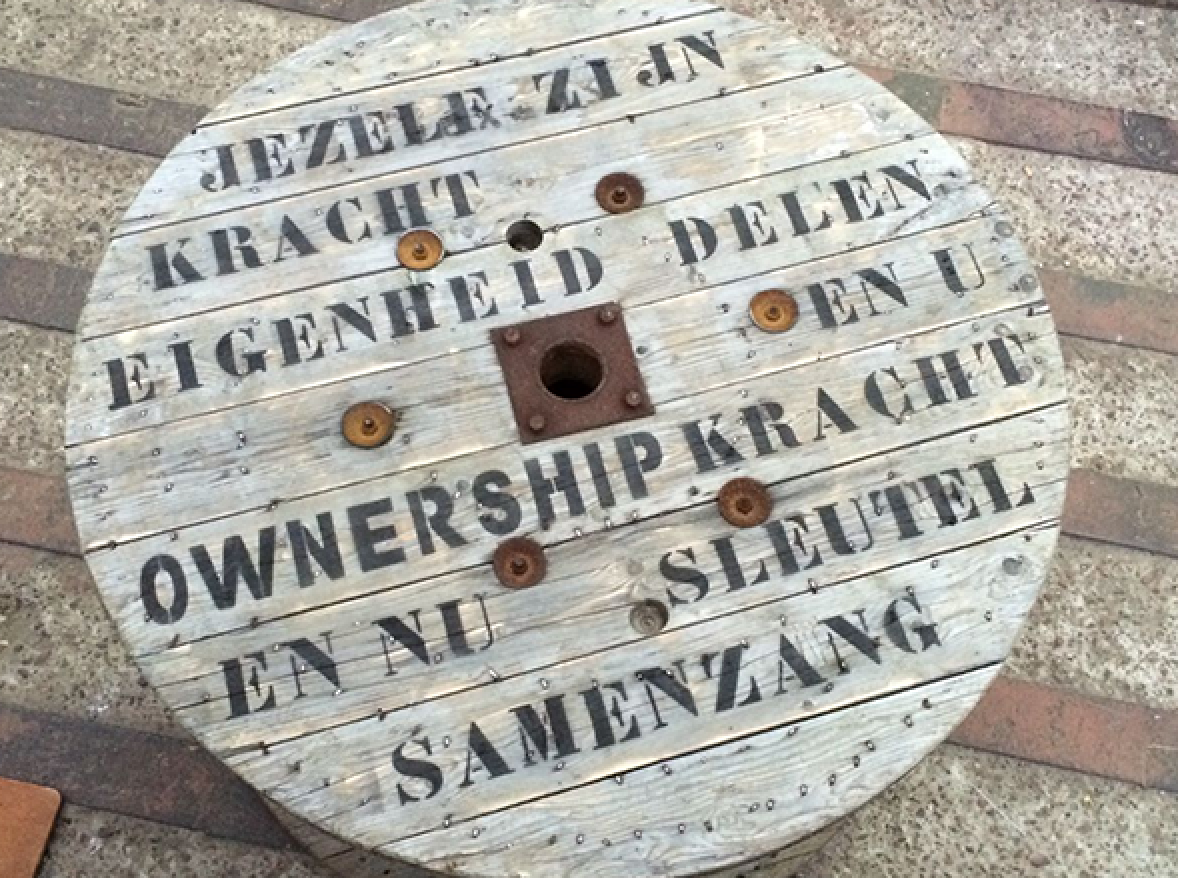 JEZELF ZIJN
KRACHT
EIGENHEID DELEN
EN U
OWNERSHIP KRACHT
EN NU SLEUTEL
SAMENZANG